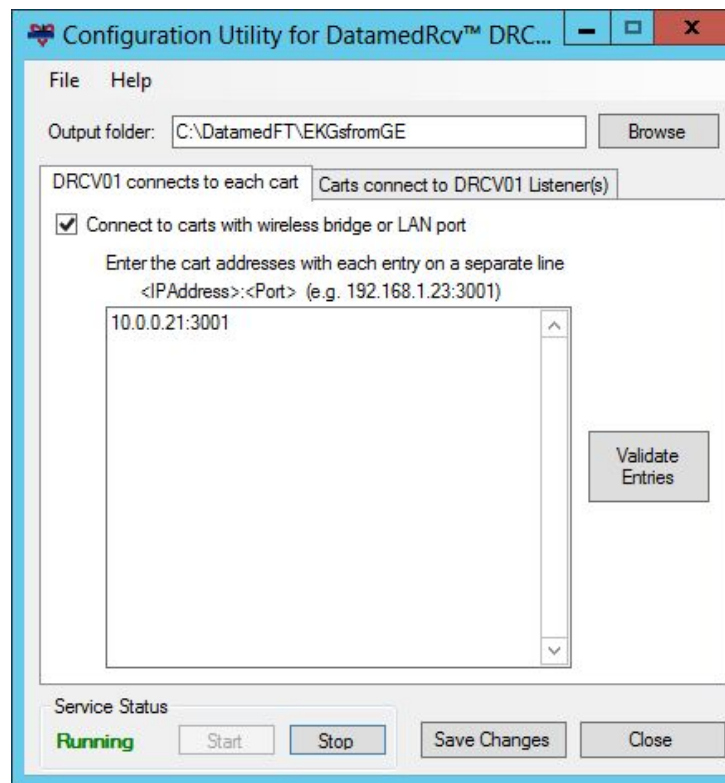 Configuration Utility for DatamedRcv™ DRC...
File Help
Output folder: C:\DatamedFT\EKGsfromGE Browse
DRCV01 connects to each cart Carts connect to DRCV01 Listener(s)
Connect to carts with wireless bridge or LAN port
Enter the cart addresses with each entry on a separate line
<IPAddress>:<Port> (e.g. 192.168.1.23:3001)
10.0.0.21:3001
Validate
Entries
Service Status
Running Start Stop Save Changes Close